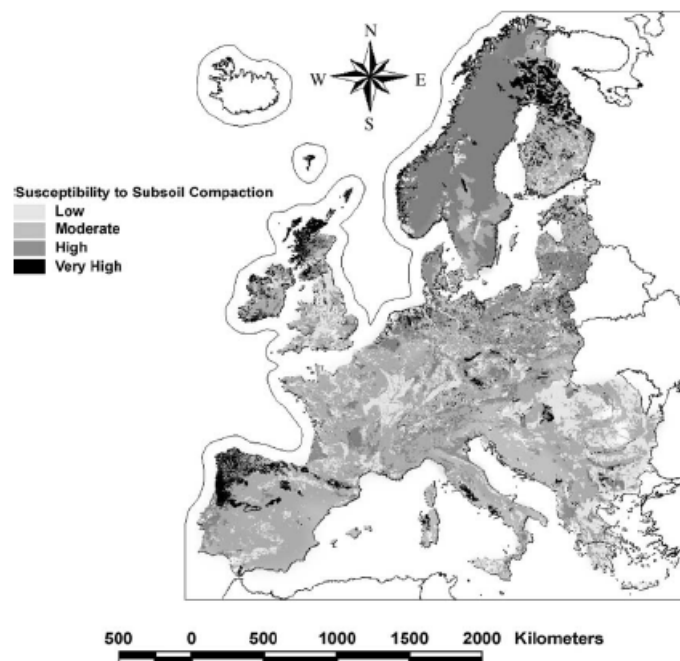 N
W E
S
Susceptibility to Subsoil Compaction
Low
Moderate
High
Very High
500 0 500 1000 1500 2000 Kilometers